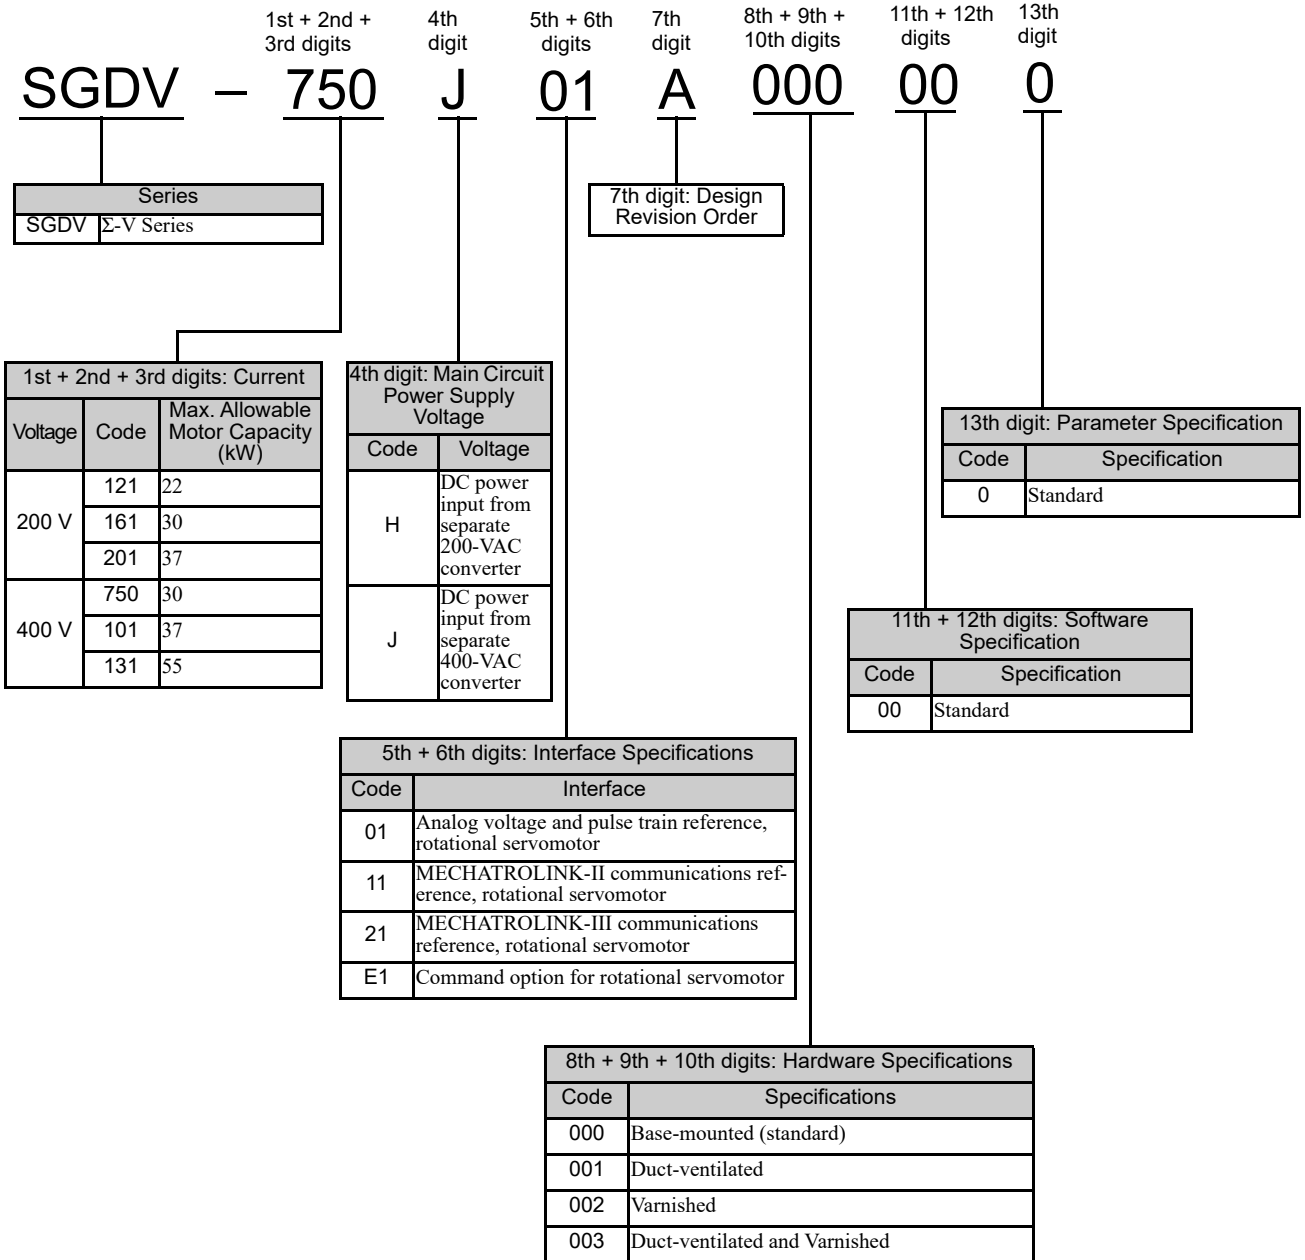 1st + 2nd +
3rd digits
4th
digit
5th + 6th
digits
7th
digit
8th + 9th +
10th digits
11th + 12th
digits
13th
digit
SGDV – 750 J 01 A 000 00 0
Series
SGDV Σ-V Series
7th digit: Design
Revision Order
1st + 2nd + 3rd digits: Current
Voltage Code Max. Allowable
Motor Capacity
(kW)
200 V
121 22
161 30
201 37
400 V
750 30
101 37
131 55
4th digit: Main Circuit
Power Supply
Voltage
Code Voltage
H
DC power
input from
separate
200-VAC
converter
J
DC power
input from
separate
400-VAC
converter
13th digit: Parameter Specification
Code Specification
0 Standard
11th + 12th digits: Software
Specification
Code Specification
00 Standard
5th + 6th digits: Interface Specifications
Code Interface
01 Analog voltage and pulse train reference,
rotational servomotor
11 MECHATROLINK-II communications ref-
erence, rotational servomotor
21 MECHATROLINK-III communications
reference, rotational servomotor
E1 Command option for rotational servomotor
8th + 9th + 10th digits: Hardware Specifications
Code Specifications
000 Base-mounted (standard)
001 Duct-ventilated
002 Varnished
003 Duct-ventilated and Varnished